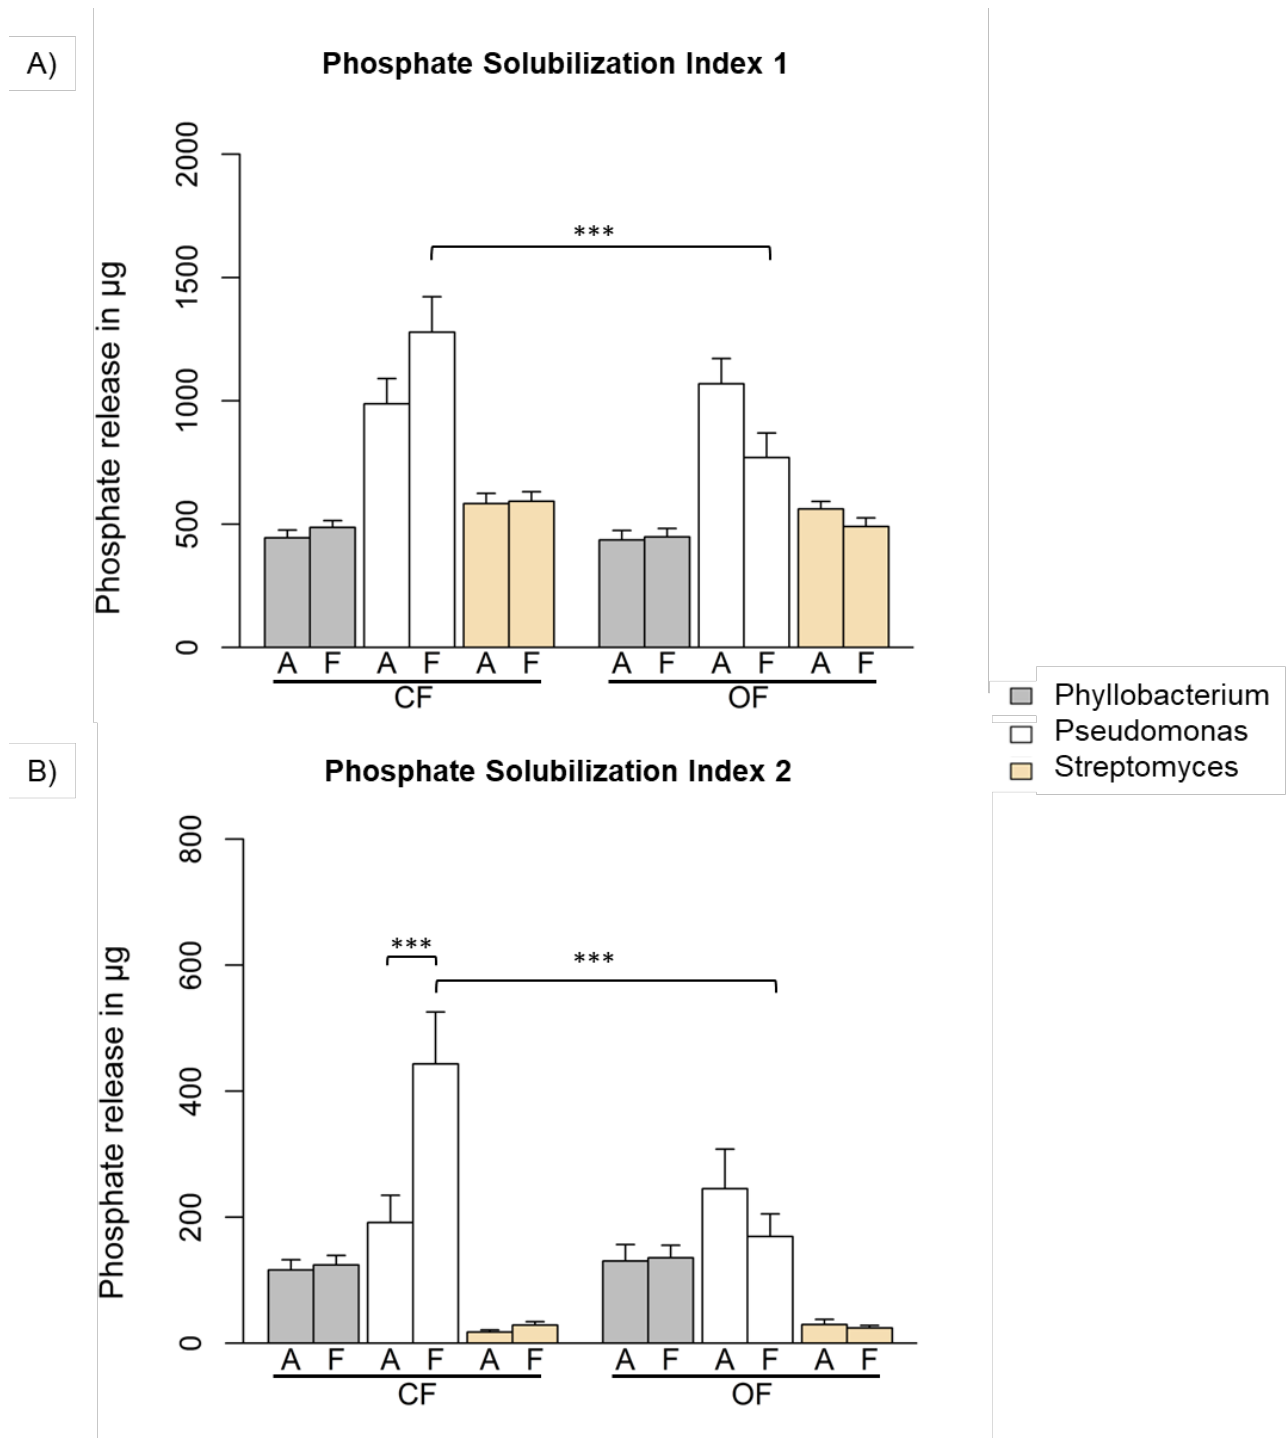 A)
Phosphate Solubilization Index 1
Phosphate release in µg
2000
1500
1000
500
0
***
A F A F A F A F A F A F
CF OF
Phyllobacterium
Pseudomonas
Streptomyces
B)
Phosphate Solubilization Index 2
Phosphate release in µg
800
600
400
200
0
***
***
A F A F A F A F A F A F
CF OF